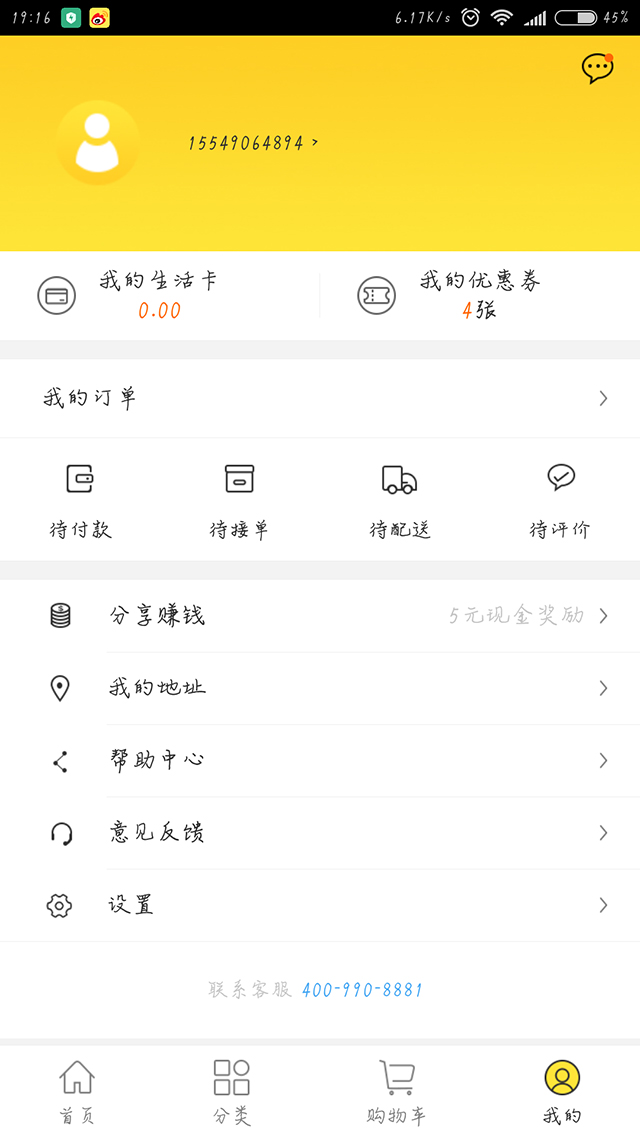 19:16 6.17K/s 45%
15549064894 >
我的生活卡 我的优惠券
0.00 4张
我的订单
待付款 待接单 待配送 待评价
分享赚钱 5元现金奖励
我的地址
帮助中心
意见反馈
设置
联系客服 400-990-8881
首页 分类 购物车 我的